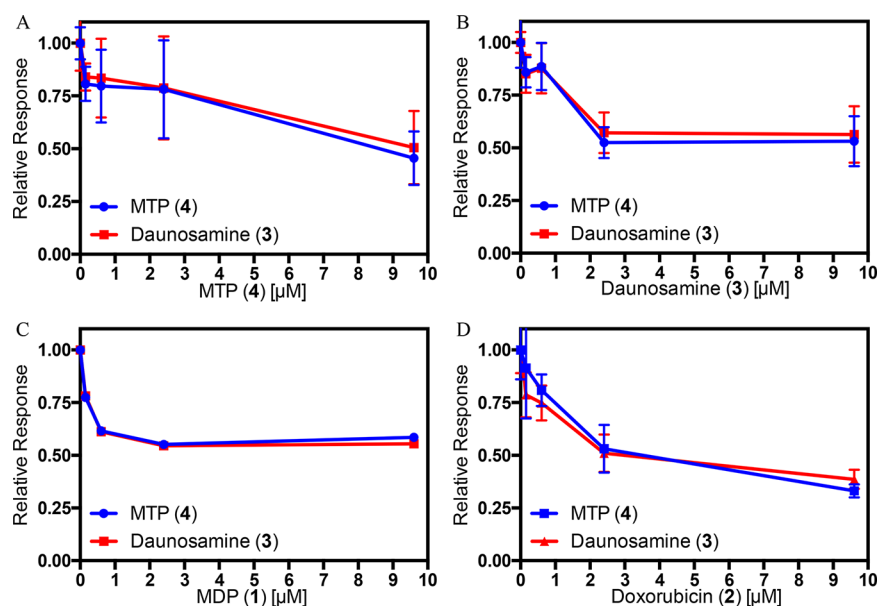 A
Relative Response
1.00
0.75
0.50
0.25
0.00
MTP (4)
Daunosamine (3)
0 1 2 3 4 5 6 7 8 9 10
MTP (4) [µM]
B
Relative Response
1.00
0.75
0.50
0.25
0.00
MTP (4)
Daunosamine (3)
0 1 2 3 4 5 6 7 8 9 10
Daunosamine (3) [µM]
C
Relative Response
1.00
0.75
0.50
0.25
0.00
MTP (4)
Daunosamine (3)
0 1 2 3 4 5 6 7 8 9 10
MDP (1) [µM]
D
Relative Response
1.00
0.75
0.50
0.25
0.00
MTP (4)
Daunosamine (3)
0 1 2 3 4 5 6 7 8 9 10
Doxorubicin (2) [µM]